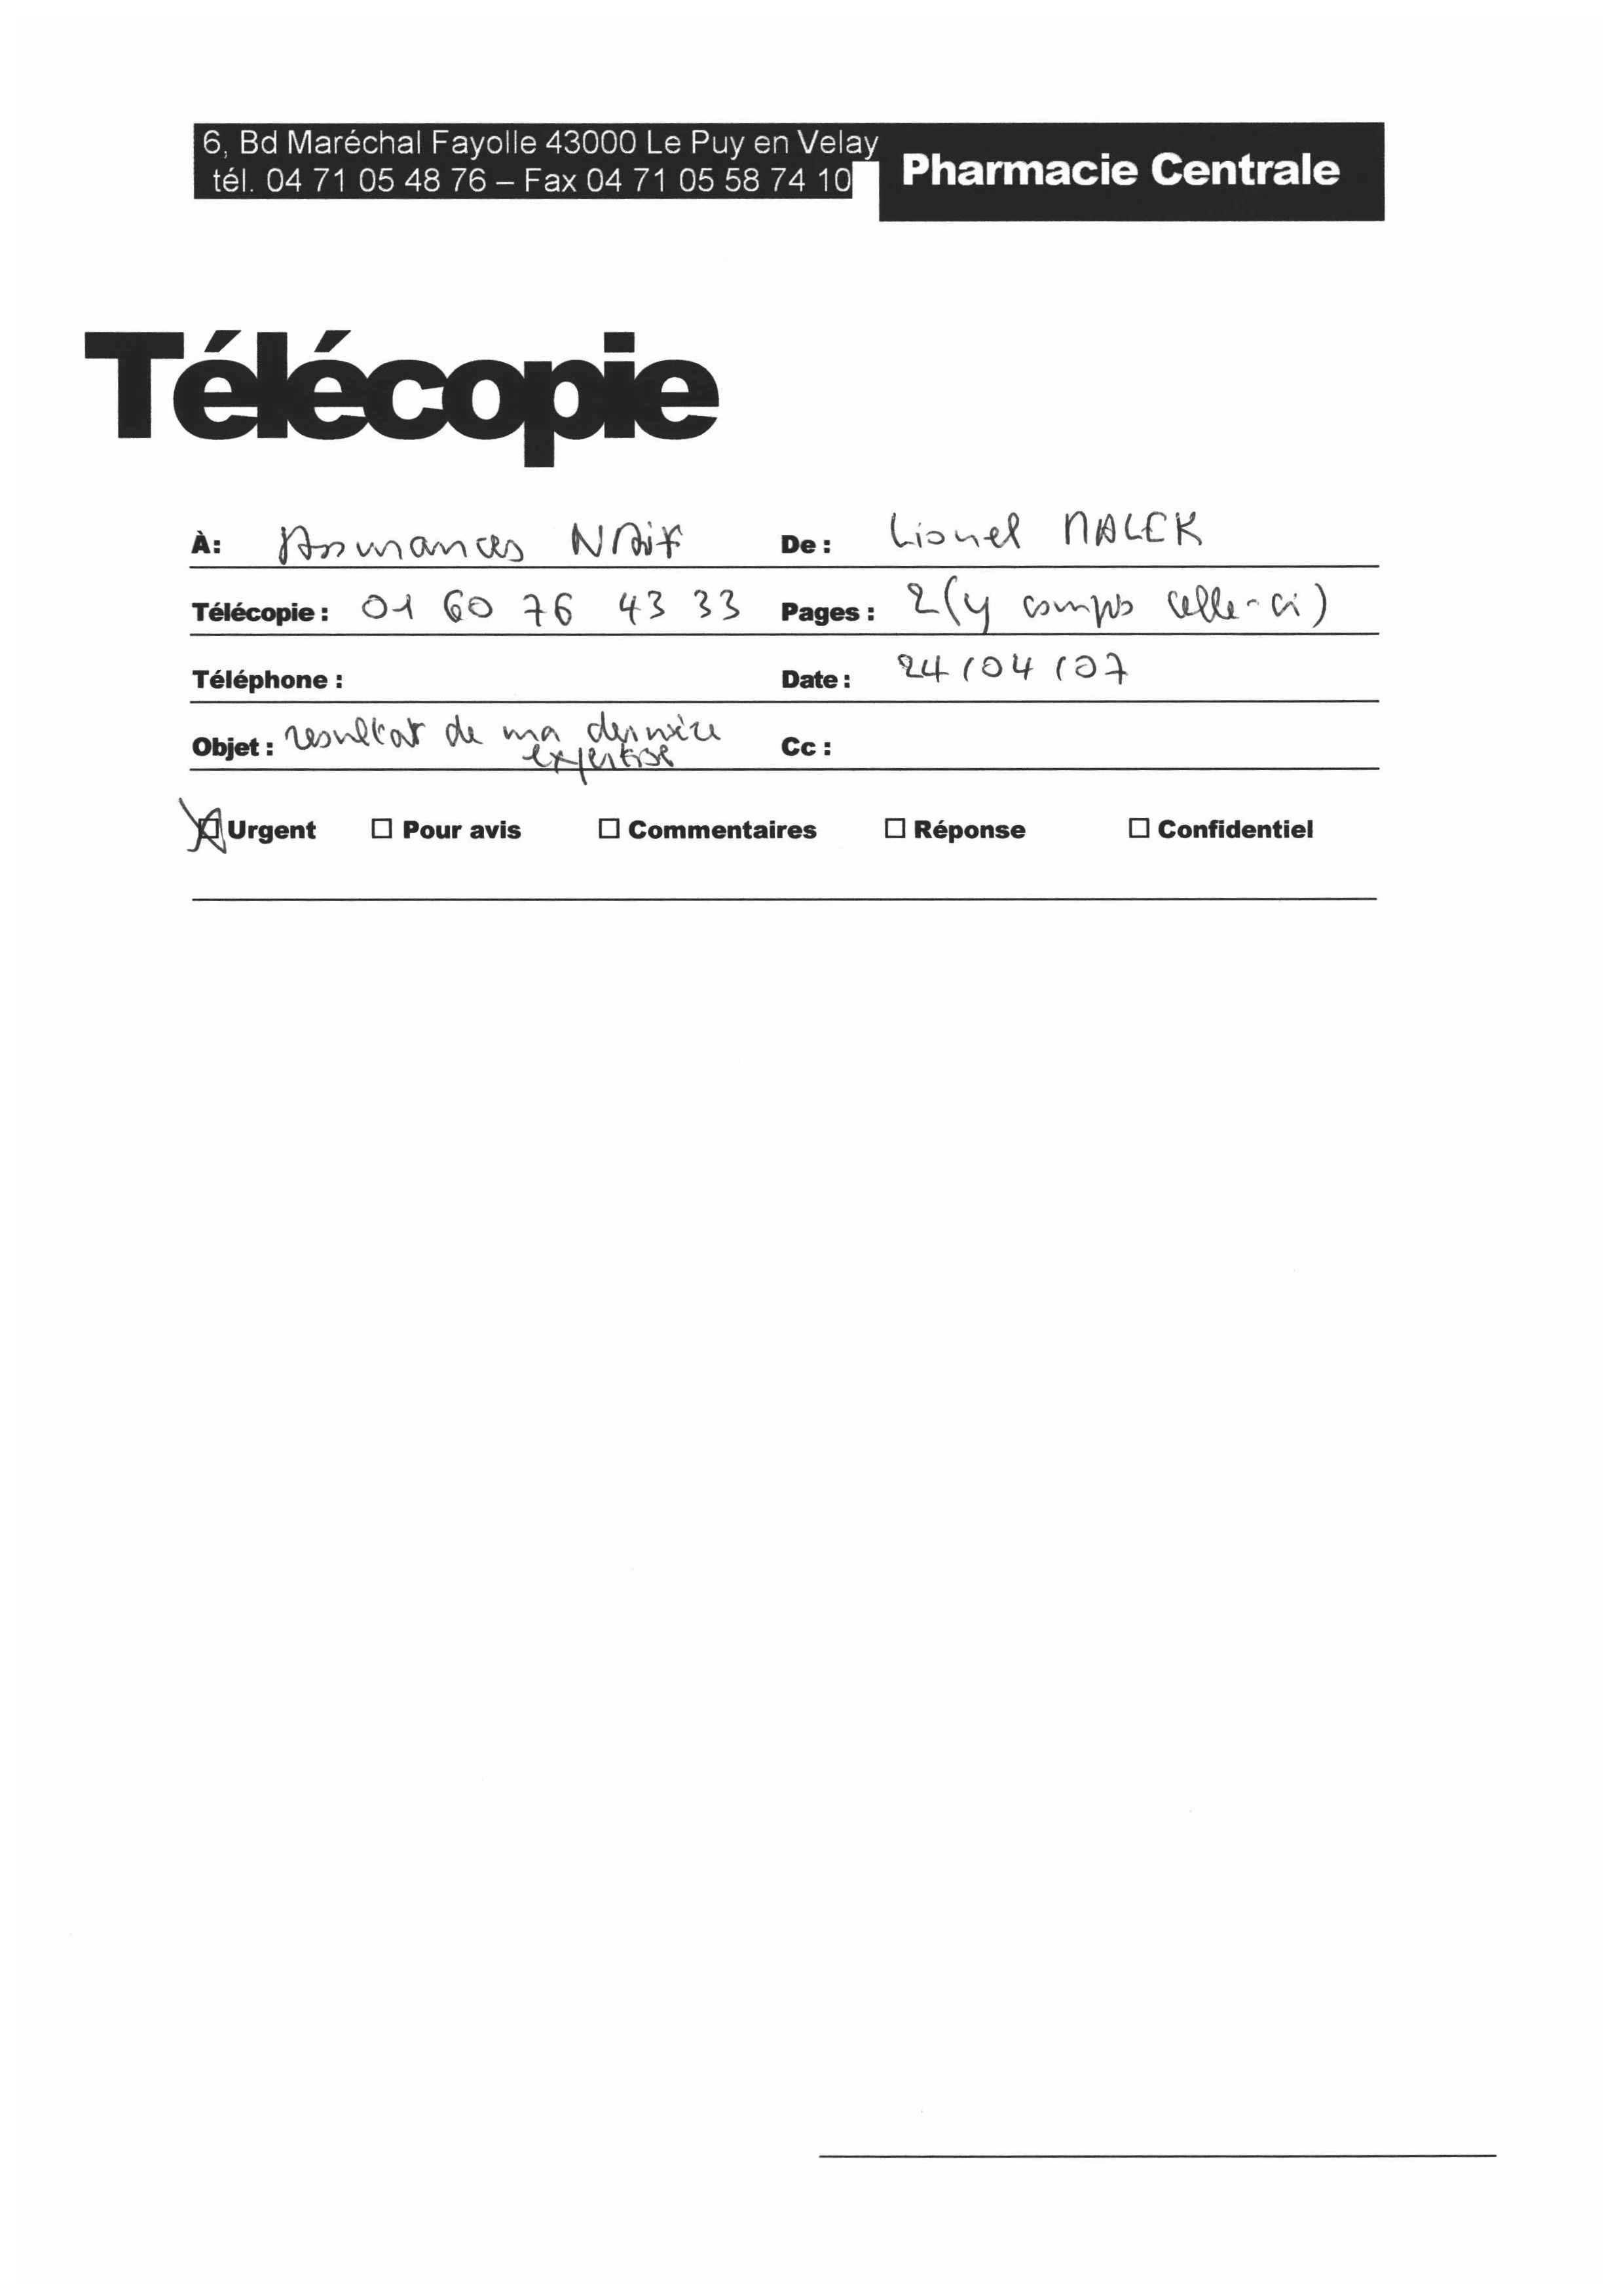 6, Bd Maréchal Fayolle 43000 Le Puy en Velay
tél. 04 71 05 48 76 – Fax 04 71 05 58 74 10
Pharmacie Centrale
Télécopie
À: Assurances De: Lionel MALEK
Télécopie: 01 60 76 43 33 Pages: 2 (y compris celle-ci)
Téléphone: Date: 24/04/07
Objet: resultat de ma dernière
expertise Cc:
Urgent Pour avis Commentaires Réponse Confidentiel